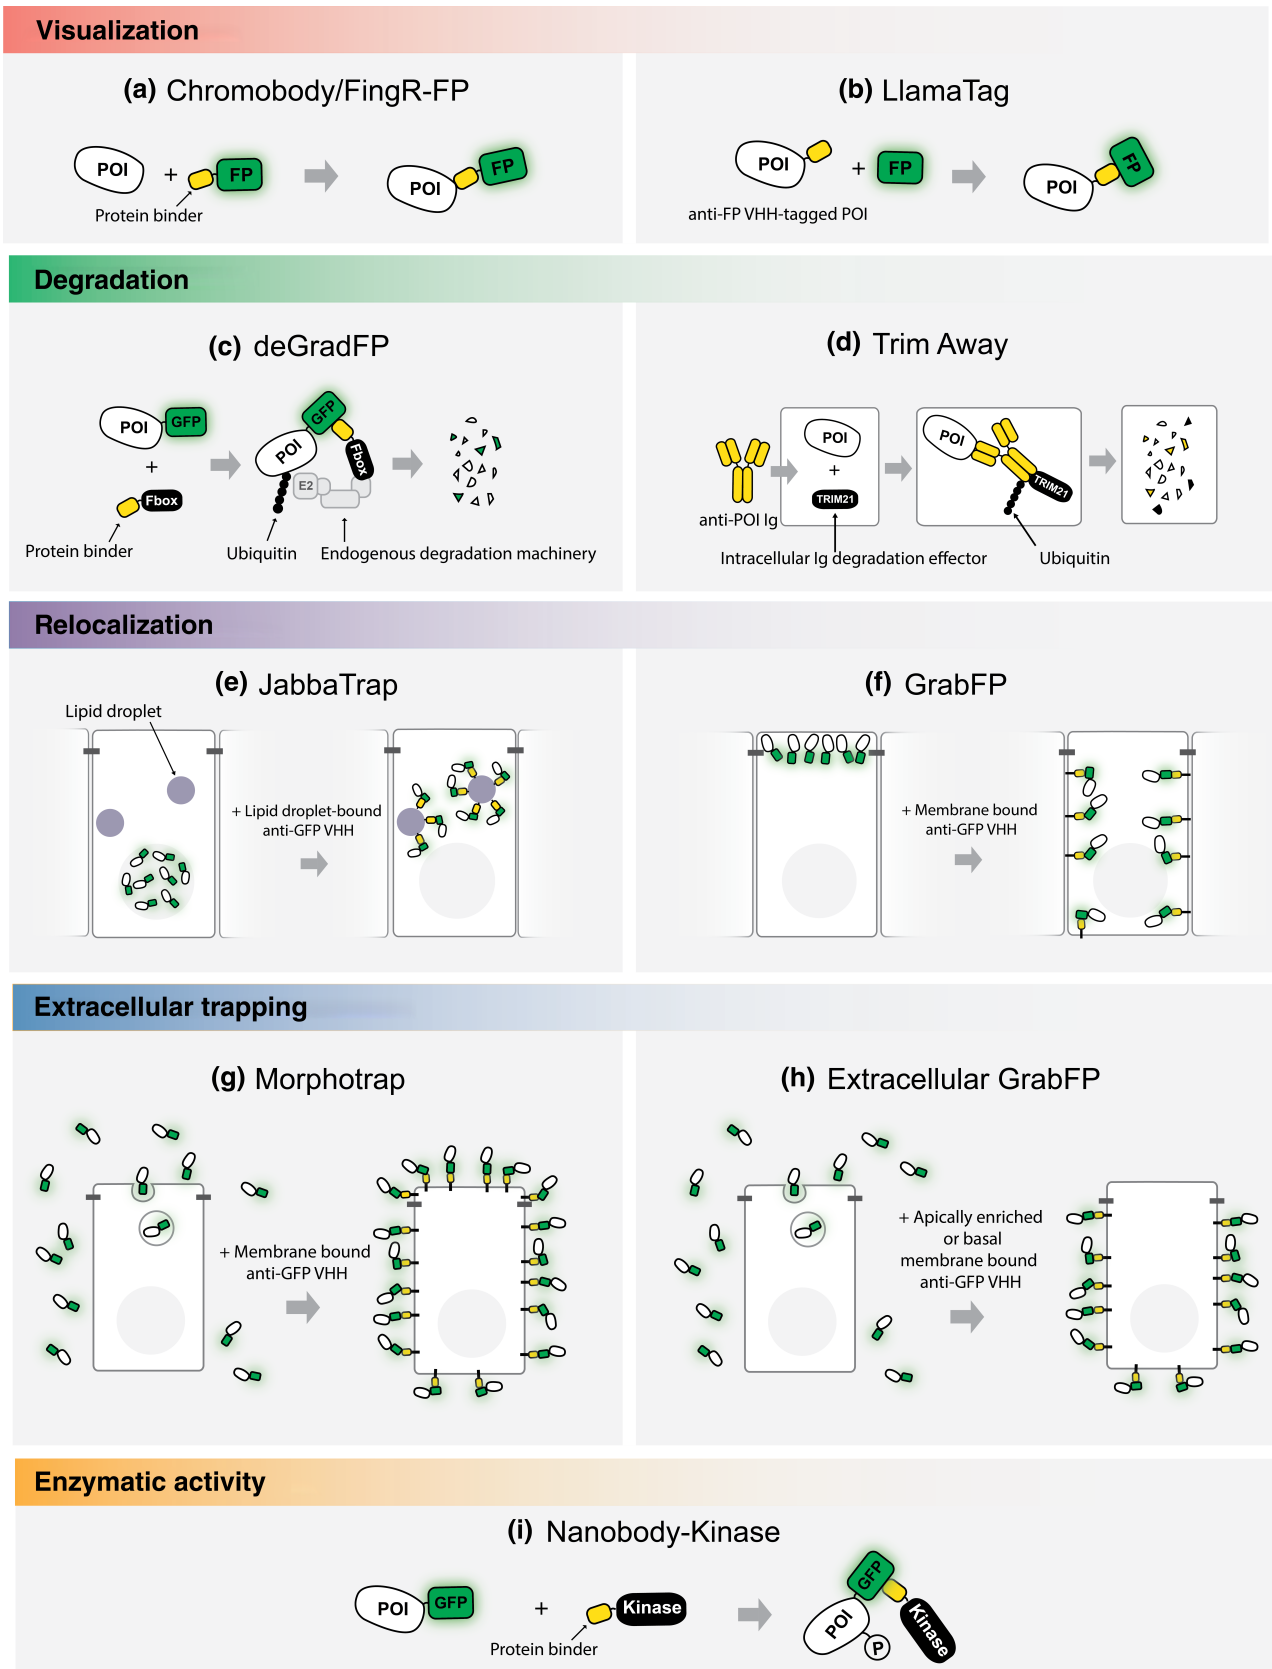 Visualization
(a) Chromobody/FingR-FP
POI
+
FP
Protein binder
POI
FP
(b) LlamaTag
POI
+
FP
anti-FP VHH-tagged POI
POI
FP
Degradation
(c) deGradFP
POI
GFP
+
Fbox
Protein binder
POI
GFP
Fbox
E2
Ubiquitin
Endogenous degradation machinery
(d) Trim Away
anti-POI Ig
POI
+
TRIM21
Intracellular Ig degradation effector
POI
TRIM21
Ubiquitin
Relocalization
(e) JabbaTrap
Lipid droplet
+ Lipid droplet-bound
anti-GFP VHH
(f) GrabFP
+ Membrane bound
anti-GFP VHH
Extracellular trapping
(g) Morphotrap
+ Membrane bound
anti-GFP VHH
(h) Extracellular GrabFP
+ Apically enriched
or basal
membrane bound
anti-GFP VHH
Enzymatic activity
(i) Nanobody-Kinase
POI
GFP
+
Kinase
Protein binder
POI
GFP
Kinase
P